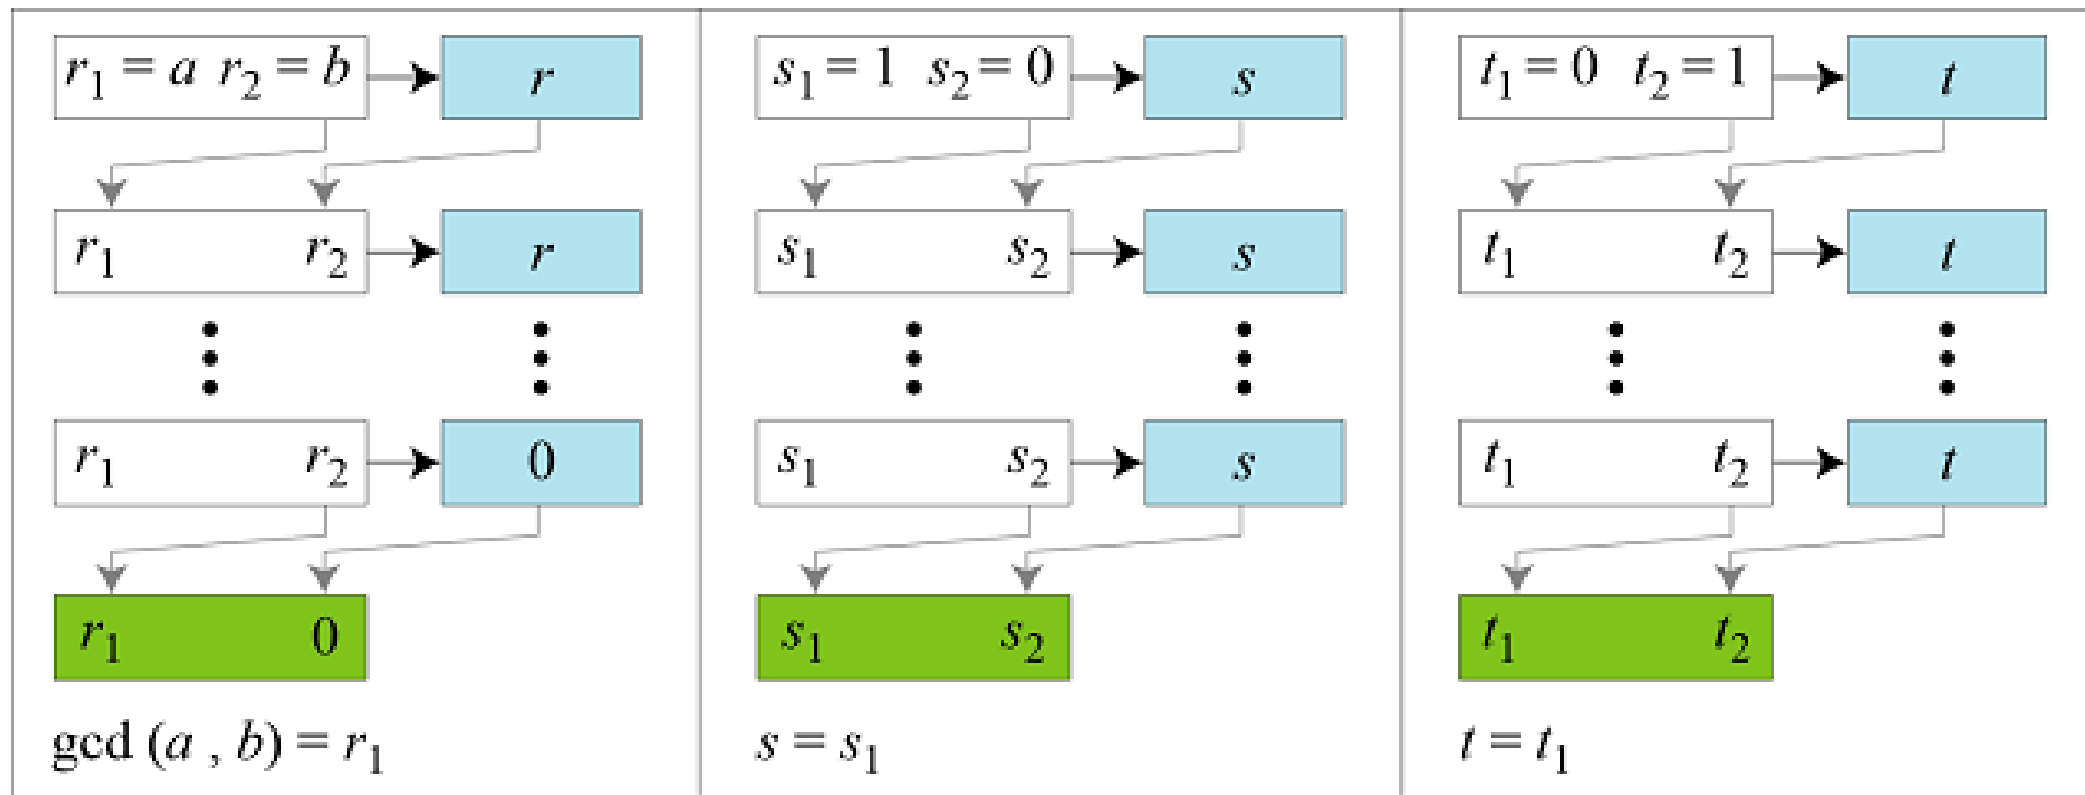 r₁ = a r₂ = b r
r₁ r₂ r
r₁ r₂ 0
r₁ 0
gcd (a , b) = r₁
s₁ = 1 s₂ = 0 s
s₁ s₂ s
s₁ s₂ s
s₁ s₂
s = s₁
t₁ = 0 t₂ = 1 t
t₁ t₂ t
t₁ t₂ t
t₁ t₂
t = t₁